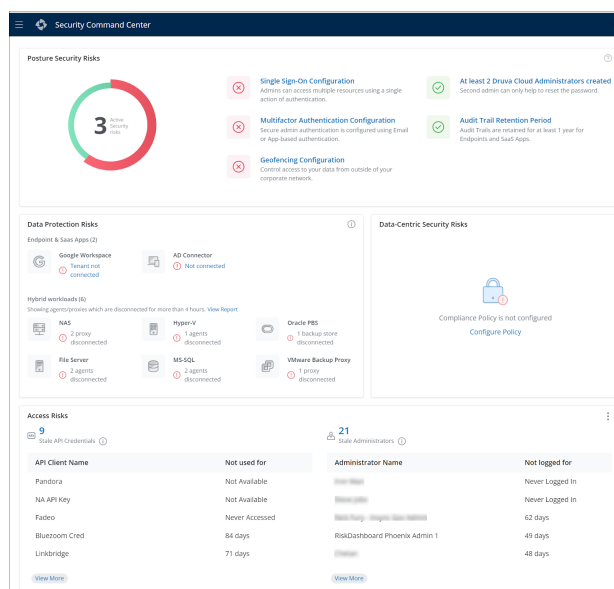 Security Command Center
Posture Security Risks
3
Active
Security
risks
Single Sign-On Configuration
Admins can access multiple resources using a single
action of authentication.
At least 2 Druva Cloud Administrators created
Second admin can only help to reset the password.
Multifactor Authentication Configuration
Secure admin authentication is configured using Email
or App-based authentication.
Audit Trail Retention Period
Audit Trails are retained for at least 1 year for
Endpoints and SaaS Apps.
Geofencing Configuration
Control access to your data from outside of your
corporate network.
Data Protection Risks
Endpoint & Saas Apps (2)
Google Workspace
Tenant not
connected
AD Connector
Not connected
Hybrid workloads (6)
Showing agents/proxies which are disconnected for more than 4 hours. View Report
NAS
2 proxy
disconnected
Hyper-V
1 agents
disconnected
Oracle PBS
1 backup store
disconnected
File Server
2 agents
disconnected
MS-SQL
2 agents
disconnected
VMware Backup Proxy
1 proxy
disconnected
Data-Centric Security Risks
Compliance Policy is not configured
Configure Policy
Access Risks
9
Stale API Credentials
API Client Name Not used for
Pandora Not Available
NA API Key Not Available
Fadeo Never Accessed
Bluezoom Cred 84 days
Linkbridge 71 days
View More
21
Stale Administrators
Administrator Name Not logged for
Never Logged In
Never Logged In
62 days
RiskDashboard Phoenix Admin 1 49 days
48 days
View More